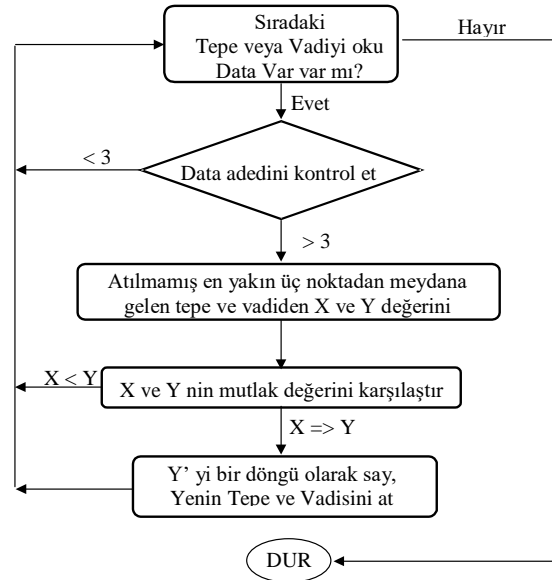 Sıradaki
Tepe veya Vadiyi oku
Data Var var mı?
Hayır
Evet
< 3
Data adedini kontrol et
> 3
Atılmamış en yakın üç noktadan meydana
gelen tepe ve vadiden X ve Y değerini
X < Y
X ve Y nin mutlak değerini karşılaştır
X => Y
Y' yi bir döngü olarak say,
Yenin Tepe ve Vadisini at
DUR